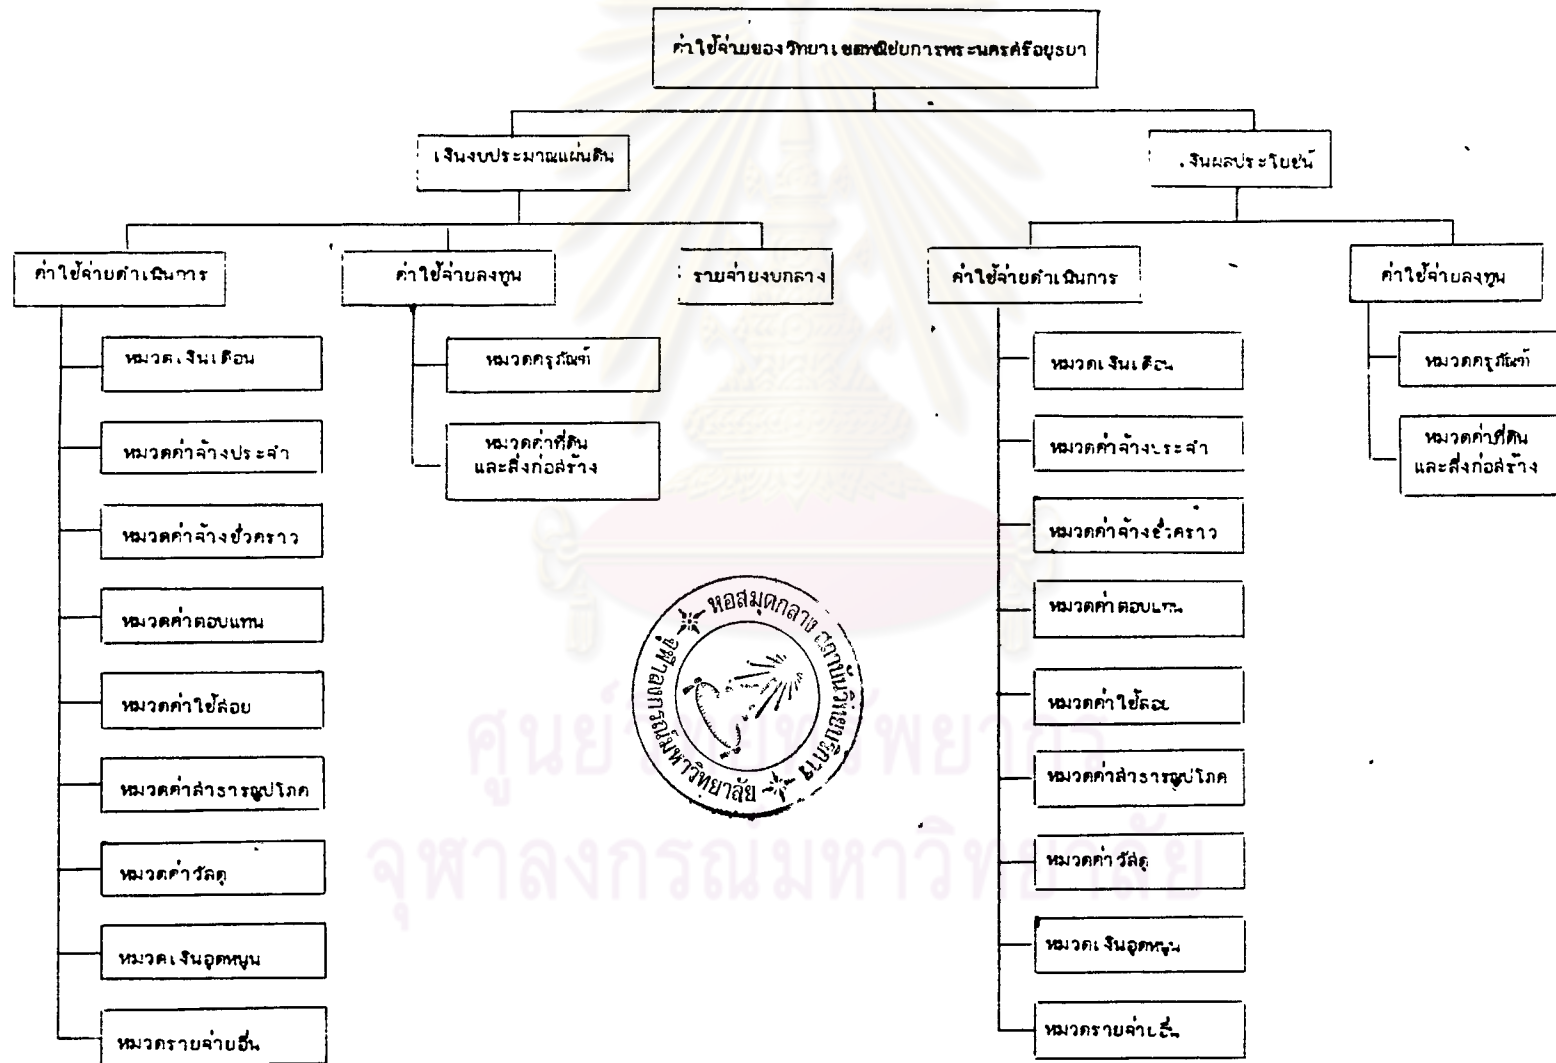 ค่าใช้จ่ายของวิทยาเขตพณิชยการพระนครศรีอยุธยา
เงินงบประมาณแผ่นดิน
เงินผลประโยชน์
ค่าใช้จ่ายดำเนินการ
ค่าใช้จ่ายลงทุน
รายจ่ายงบกลาง
ค่าใช้จ่ายดำเนินการ
ค่าใช้จ่ายลงทุน
หมวดเงินเดือน
หมวดค่าจ้างประจำ
หมวดค่าจ้างชั่วคราว
หมวดค่าตอบแทน
หมวดค่าใช้สอย
หมวดค่าสาธารณูปโภค
หมวดค่าวัสดุ
หมวดเงินอุดหนุน
หมวดรายจ่ายอื่น
หมวดครุภัณฑ์
หมวดค่าที่ดิน
และสิ่งก่อสร้าง
หมวดเงินเดือน
หมวดค่าจ้างประจำ
หมวดค่าจ้างชั่วคราว
หมวดค่าตอบแทน
หมวดค่าใช้สอย
หมวดค่าสาธารณูปโภค
หมวดค่าวัสดุ
หมวดเงินอุดหนุน
หมวดรายจ่ายอื่น
หมวดครุภัณฑ์
หมวดค่าที่ดิน
และสิ่งก่อสร้าง
หอสมุดกลาง สถาบันวิทยบริการ
จุฬาลงกรณ์มหาวิทยาลัย
ศูนย์วิทยทรัพยากร
จุฬาลงกรณ์มหาวิทยาลัย